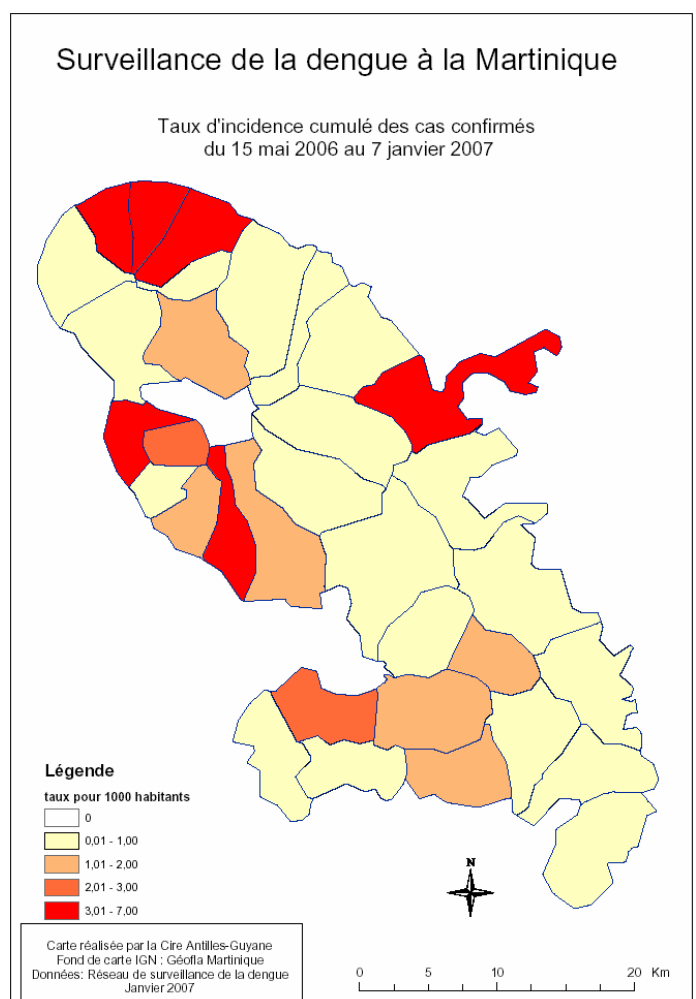 Surveillance de la dengue à la Martinique
Taux d'incidence cumulé des cas confirmés
du 15 mai 2006 au 7 janvier 2007
Légende
taux pour 1000 habitants
0
0,01 - 1,00
1,01 - 2,00
2,01 - 3,00
3,01 - 7,00
N
Carte réalisée par la Cire Antilles-Guyane
Fond de carte IGN : Géofla Martinique
Données: Réseau de surveillance de la dengue
Janvier 2007
0 5 10 20 Km